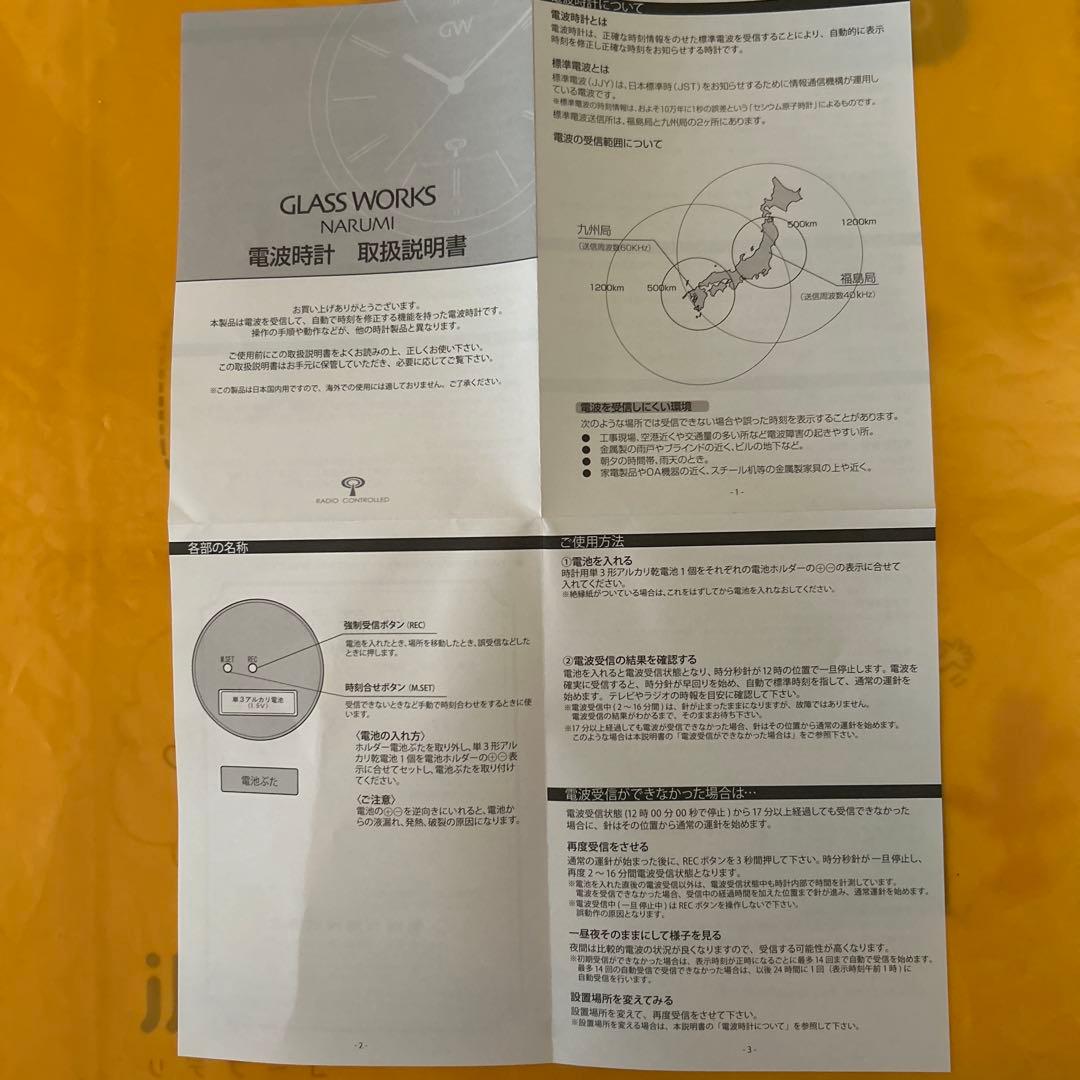 GW
GLASS WORKS
NARUMI
電波時計 取扱説明書
お買い上げありがとうございます。
本製品は電波を受信して、自動で時刻を修正する機能を持った電波時計です。
操作の手順や動作などが、他の時計製品と異なります。
ご使用前にこの取扱説明書をよくお読みの上、正しくお使い下さい。
この取扱説明書はお手元に保管していただき、必要に応じてご覧下さい。
※この製品は日本国内用ですので、海外での使用には適しておりません。ご了承ください。
RADIO CONTROLLED
電波時計について
電波時計とは
電波時計は、正確な時刻情報をのせた標準電波を受信することにより、自動的に表示
時刻を修正し正確な時刻をお知らせする時計です。
標準電波とは
標準電波(JJY)は、日本標準時(JST)をお知らせするために情報通信機構が運用し
ている電波です。
※標準電波の時刻情報は、およそ10万年に1秒の誤差という「セシウム原子時計」によるものです。
標準電波送信所は、福島局と九州局の2ヶ所にあります。
電波の受信範囲について
九州局
(送信周波数60KHz)
500km
1200km
1200km
500km
福島局
(送信周波数40kHz)
電波を受信しにくい環境
次のような場所では受信できない場合や誤った時刻を表示することがあります。
● 工事現場、空港近くや交通量の多い所など電波障害の起きやすい所。
● 金属製の雨戸やブラインドの近く、ビルの地下など。
● 朝夕の時間帯、雨天のとき。
● 家電製品やOA機器の近く、スチール机等の金属製家具の上や近く。
-1-
各部の名称
M.SET REC
単3アルカリ電池
(1.5V)
電池ぶた
強制受信ボタン(REC)
電池を入れたとき、場所を移動したとき、誤受信などしたと
きに押します。
時刻合せボタン(M.SET)
受信できないときなど手動で時刻合わせをするときに使
います。
〈電池の入れ方〉
ホルダー電池ぶたを取り外し、単3形アル
カリ乾電池1個を電池ホルダーの⊕⊖表
示に合せてセットし、電池ぶたを取り付け
てください。
〈ご注意〉
電池の⊕⊖を逆向きにいれると、電池か
らの液漏れ、発熱、破裂の原因になります。
-2-
ご使用方法
①電池を入れる
時計用単3形アルカリ乾電池1個をそれぞれの電池ホルダーの⊕⊖の表示に合せて
入れてください。
※絶縁紙がついている場合は、これをはずしてから電池を入れなおしてください。
②電波受信の結果を確認する
電池を入れると電波受信状態となり、時分秒針が12時の位置で一旦停止します。電波を
確実に受信すると、時分針が早回りを始め、自動で標準時刻を指して、通常の運針を
始めます。テレビやラジオの時報を目安に確認して下さい。
※電波受信中(2～16分間)は、針が止まったままになりますが、故障ではありません。
電波受信の結果がわかるまで、そのままお待ち下さい。
※17分以上経過しても電波が受信できなかった場合、針はその位置から通常の運針を始めます。
このような場合は本説明書の「電波受信ができなかった場合は」をご参照下さい。
電波受信ができなかった場合は…
電波受信状態(12時00分00秒で停止)から17分以上経過しても受信できなかった
場合に、針はその位置から通常の運針を始めます。
再度受信をさせる
通常の運針が始まった後に、RECボタンを3秒間押して下さい。時分秒針が一旦停止し、
再度2～16分間電波受信状態となります。
※電池を入れた直後の電波受信以外は、電波受信状態中も時計内部で時間を計測しています。
電波を受信できなかった場合、受信中の経過時間を加えた位置まで針が進み、通常運針を始めます。
※電波受信中(一旦停止中)はRECボタンを操作しないで下さい。
誤動作の原因となります。
一昼夜そのままにして様子を見る
夜間は比較的電波の状況が良くなりますので、受信する可能性が高くなります。
※初期受信ができなかった場合は、表示時刻が正時になるごとに最多14回まで自動で受信を始めます。
最多14回の自動受信で受信できなかった場合は、以後24時間に1回(表示時刻午前1時)に
自動受信を行います。
設置場所を変えてみる
設置場所を変えて、再度受信をさせて下さい。
※設置場所を変える場合は、本説明書の「電波時計について」を参照して下さい。
-3-